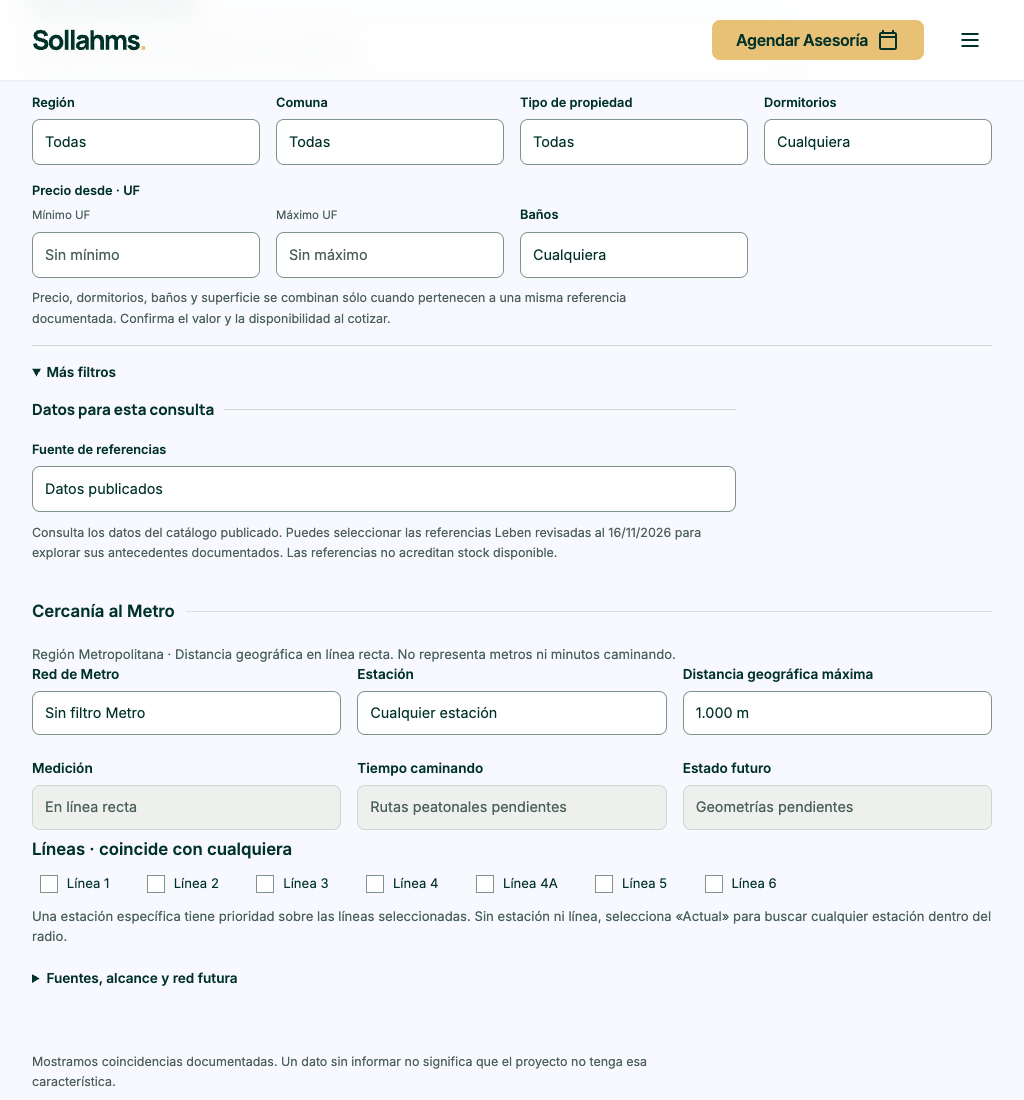 Sollahms.
Agendar Asesoría
Región
Comuna
Tipo de propiedad
Dormitorios
Todas
Todas
Todas
Cualquiera
Precio desde · UF
Mínimo UF
Máximo UF
Baños
Sin mínimo
Sin máximo
Cualquiera
Precio, dormitorios, baños y superficie se combinan sólo cuando pertenecen a una misma referencia
documentada. Confirma el valor y la disponibilidad al cotizar.
▼ Más filtros
Datos para esta consulta
Fuente de referencias
Datos publicados
Consulta los datos del catálogo publicado. Puedes seleccionar las referencias Leben revisadas al 16/11/2026 para
explorar sus antecedentes documentados. Las referencias no acreditan stock disponible.
Cercanía al Metro
Región Metropolitana · Distancia geográfica en línea recta. No representa metros ni minutos caminando.
Red de Metro
Estación
Distancia geográfica máxima
Sin filtro Metro
Cualquier estación
1.000 m
Medición
Tiempo caminando
Estado futuro
En línea recta
Rutas peatonales pendientes
Geometrías pendientes
Líneas · coincide con cualquiera
Línea 1
Línea 2
Línea 3
Línea 4
Línea 4A
Línea 5
Línea 6
Una estación específica tiene prioridad sobre las líneas seleccionadas. Sin estación ni línea, selecciona «Actual» para buscar cualquier estación dentro del
radio.
▶ Fuentes, alcance y red futura
Mostramos coincidencias documentadas. Un dato sin informar no significa que el proyecto no tenga esa
característica.